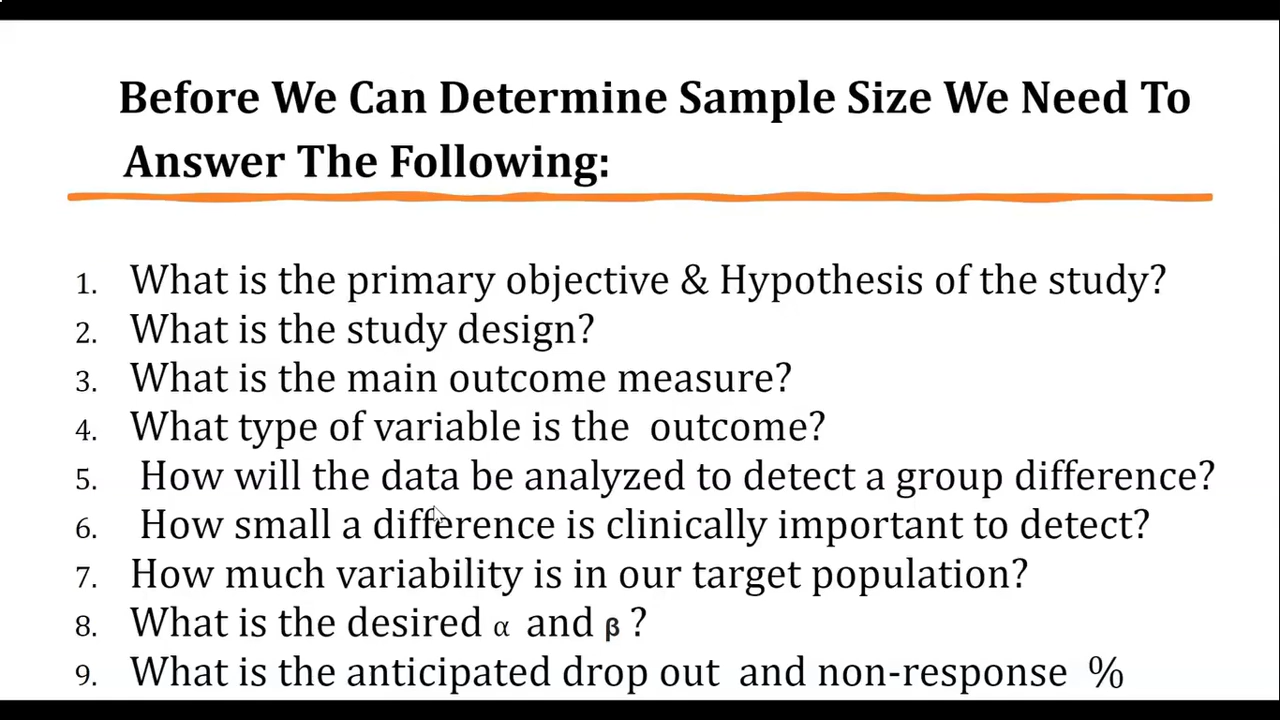 Before We Can Determine Sample Size We Need To
Answer The Following:
1. What is the primary objective & Hypothesis of the study?
2. What is the study design?
3. What is the main outcome measure?
4. What type of variable is the outcome?
5. How will the data be analyzed to detect a group difference?
6. How small a difference is clinically important to detect?
7. How much variability is in our target population?
8. What is the desired α and β ?
9. What is the anticipated drop out and non-response %